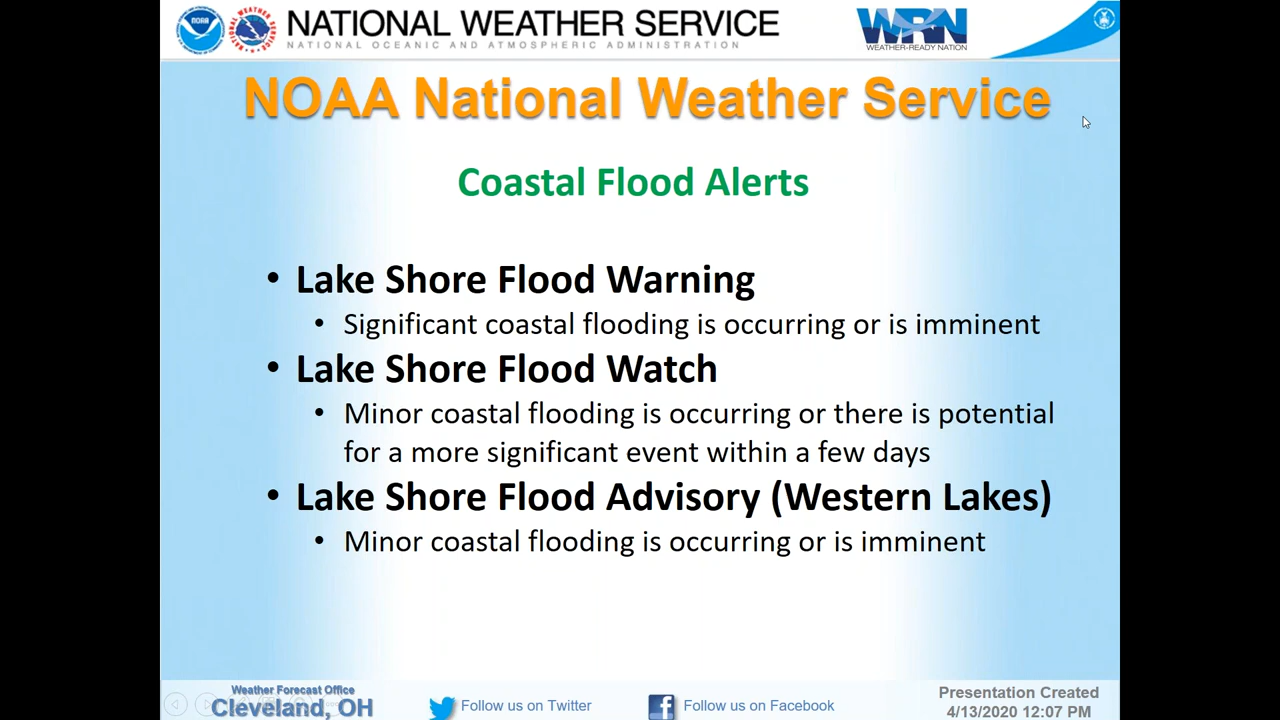 NOAA
NATIONAL WEATHER SERVICE
NATIONAL OCEANIC AND ATMOSPHERIC ADMINISTRATION
WRN
WEATHER-READY NATION
NOAA National Weather Service
Coastal Flood Alerts
• Lake Shore Flood Warning
• Significant coastal flooding is occurring or is imminent
• Lake Shore Flood Watch
• Minor coastal flooding is occurring or there is potential
for a more significant event within a few days
• Lake Shore Flood Advisory (Western Lakes)
• Minor coastal flooding is occurring or is imminent
Weather Forecast Office
Cleveland, OH
Follow us on Twitter
Follow us on Facebook
Presentation Created
4/13/2020 12:07 PM